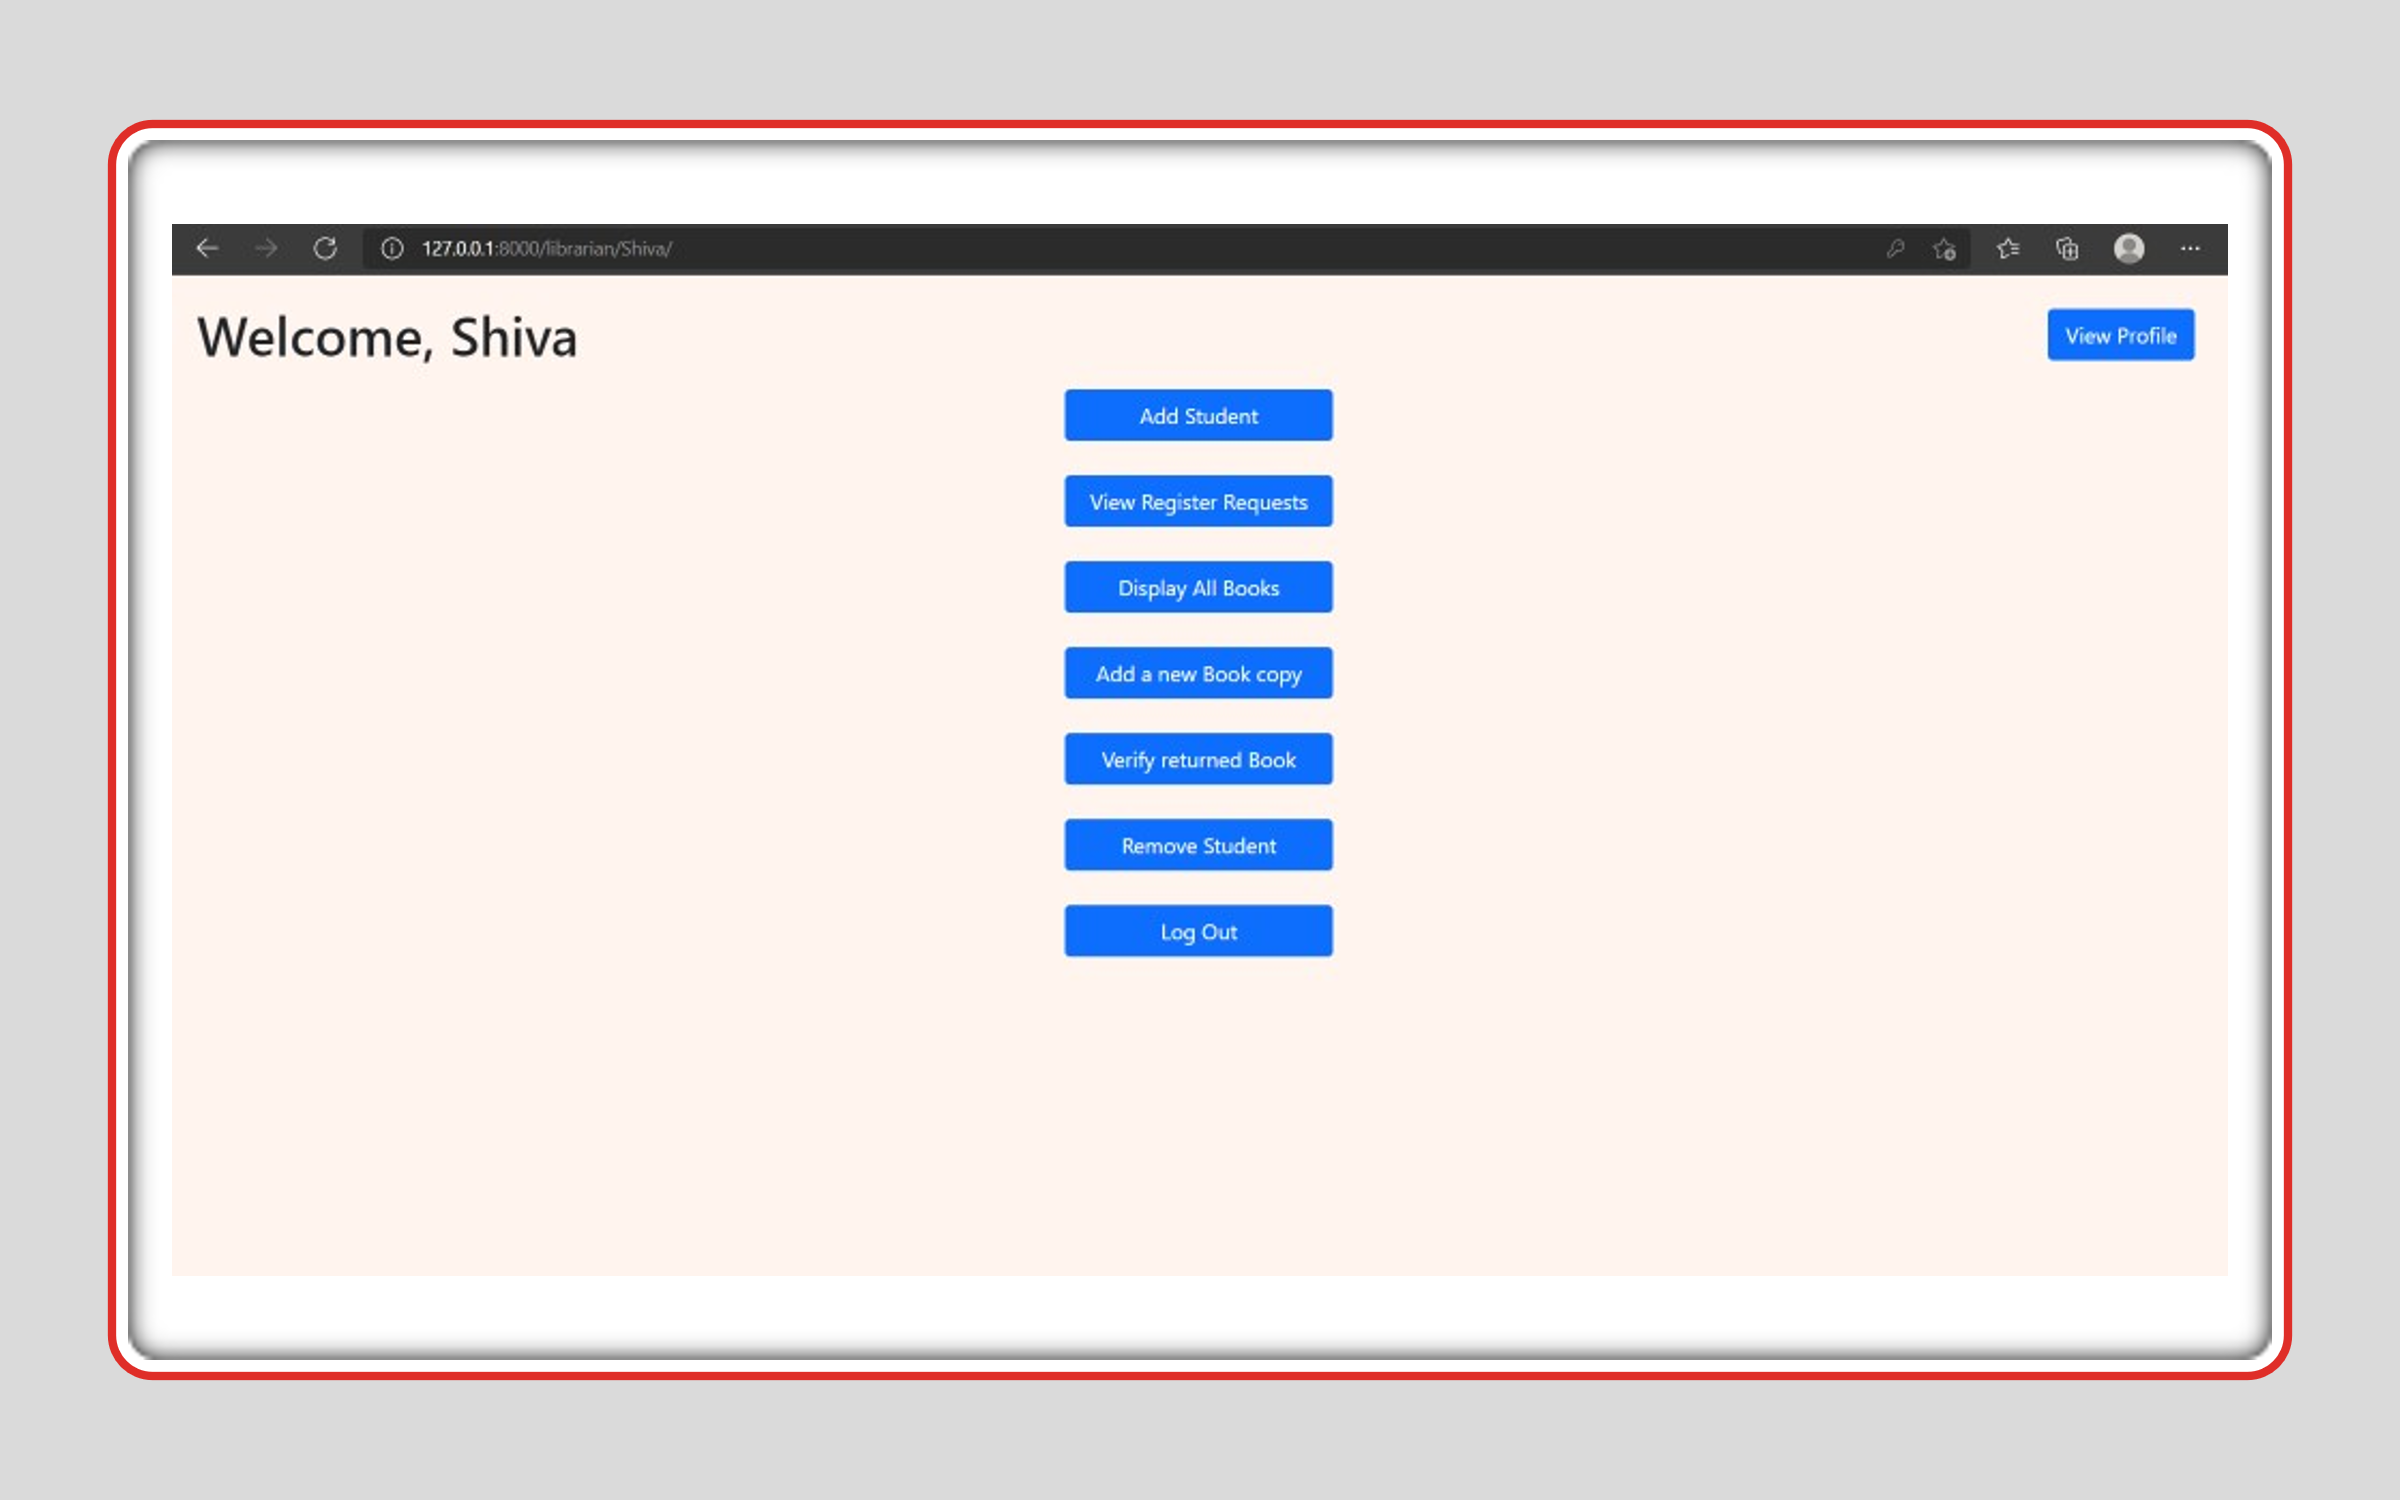 127.0.0.1:8000/librarian/Shiva/
Welcome, Shiva
View Profile
Add Student
View Register Requests
Display All Books
Add a new Book copy
Verify returned Book
Remove Student
Log Out